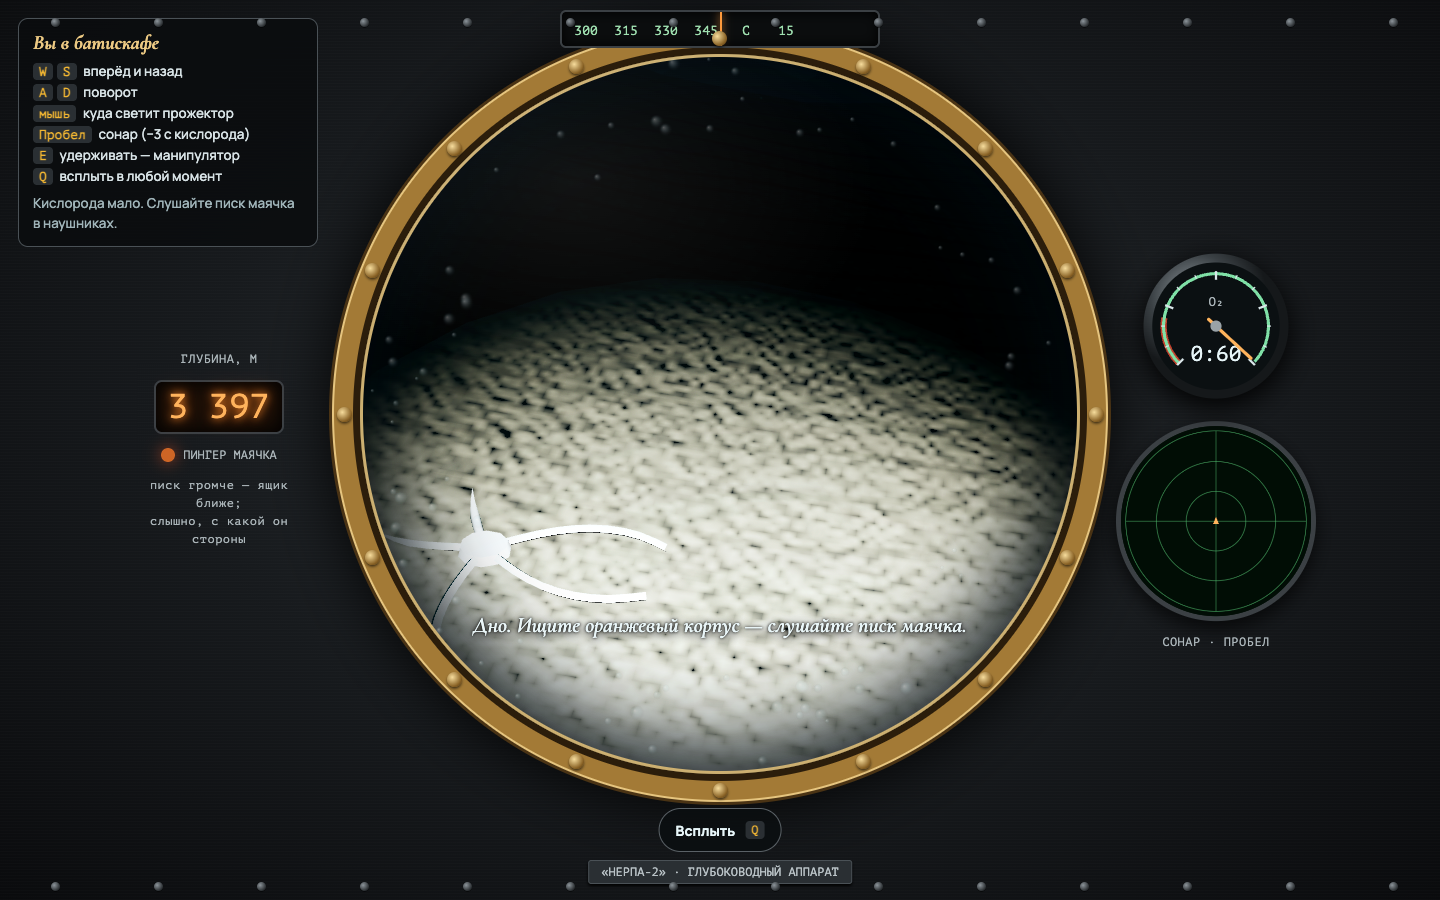 Вы в батискафе
W S вперёд и назад
A D поворот
мышь куда светит прожектор
Пробел сонар (−3 с кислорода)
E удерживать — манипулятор
Q всплыть в любой момент
Кислорода мало. Слушайте писк маячка
в наушниках.
300 315 330 345 С 15
ГЛУБИНА, М
3 397
ПИНГЕР МАЯЧКА
писк громче — ящик
ближе;
слышно, с какой он
стороны
O₂
0:60
СОНАР · ПРОБЕЛ
Дно. Ищите оранжевый корпус — слушайте писк маячка.
Всплыть Q
«НЕРПА-2» · ГЛУБОКОВОДНЫЙ АППАРАТ